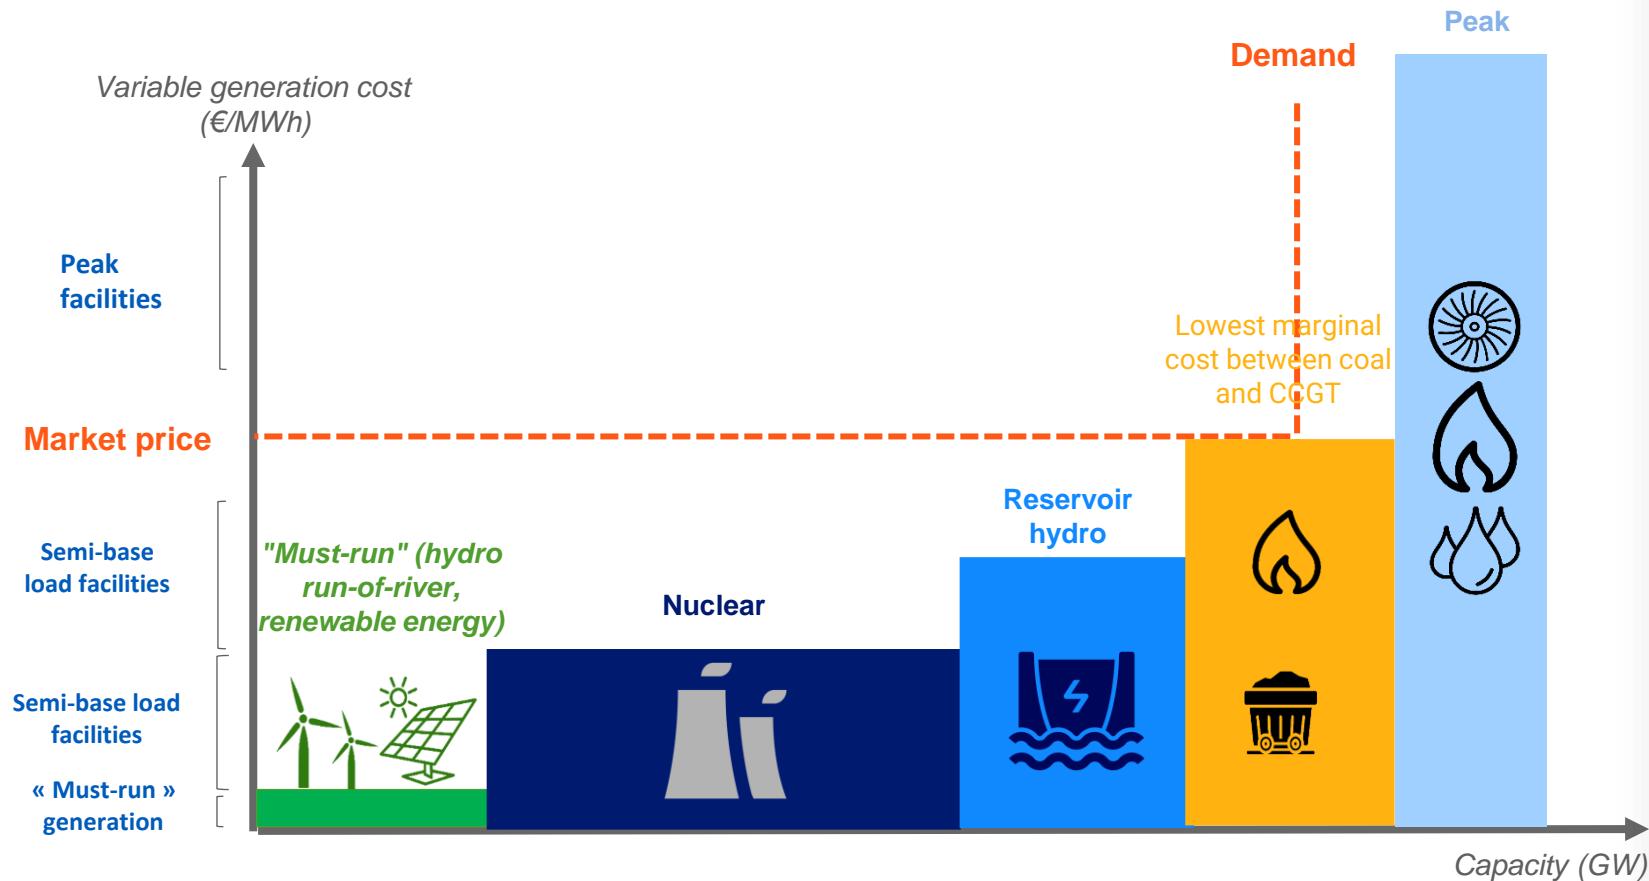 Peak
Demand
Variable generation cost
(€/MWh)
Peak
facilities
Lowest marginal
cost between coal
and CCGT
Market price
Reservoir
hydro
Semi-base
load facilities
"Must-run" (hydro
run-of-river,
renewable energy)
Nuclear
Semi-base load
facilities
« Must-run »
generation
Capacity (GW)